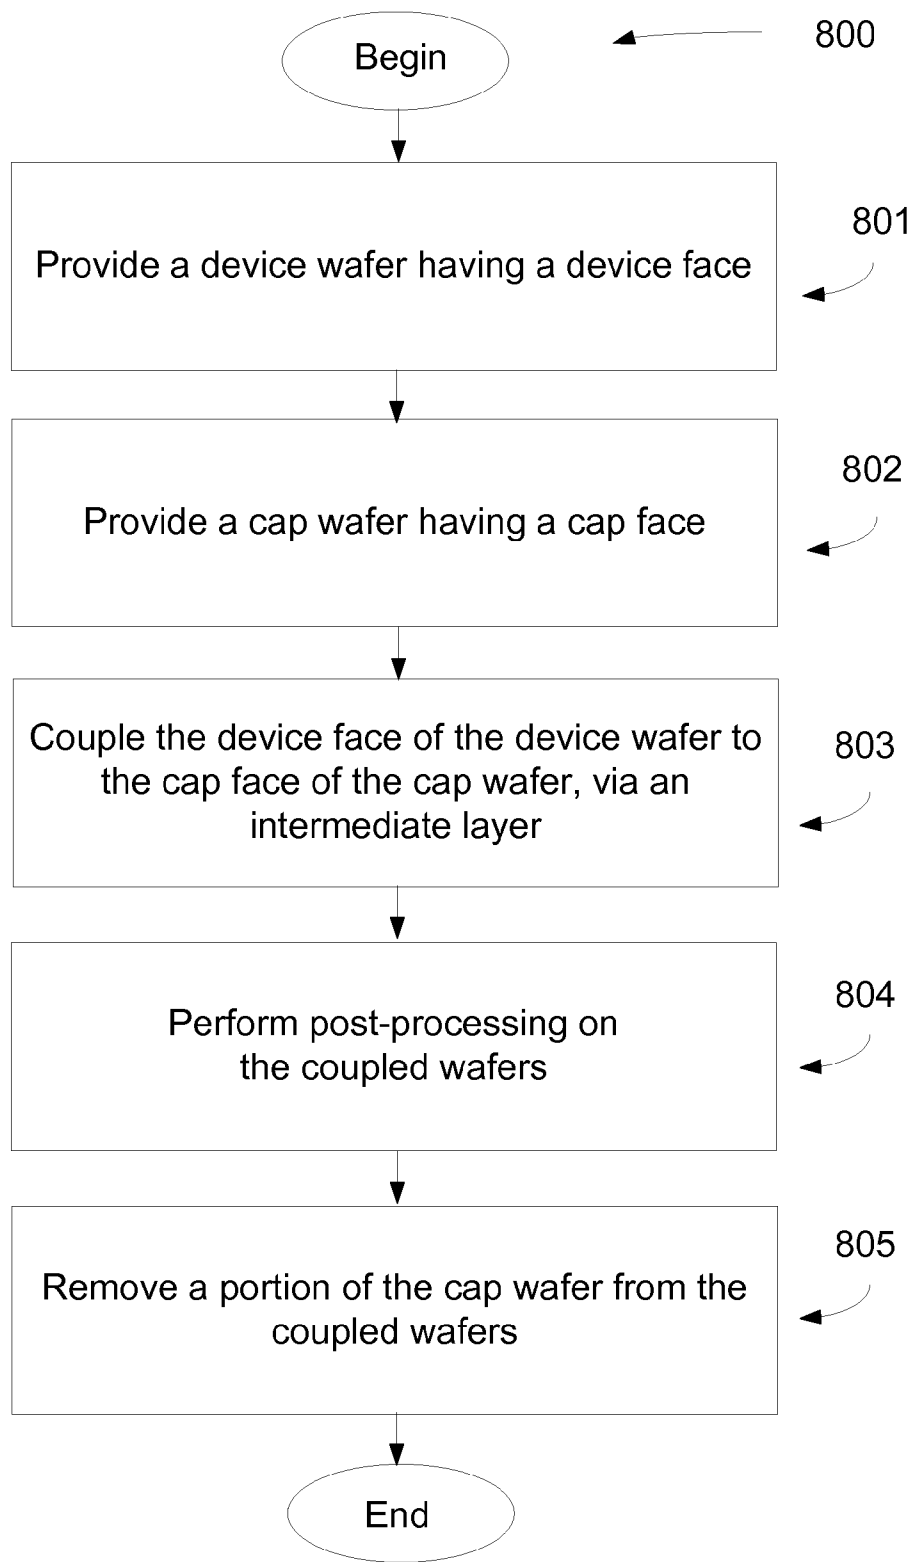 Begin
800
801
Provide a device wafer having a device face
802
Provide a cap wafer having a cap face
803
Couple the device face of the device wafer to
the cap face of the cap wafer, via an
intermediate layer
804
Perform post-processing on
the coupled wafers
805
Remove a portion of the cap wafer from the
coupled wafers
End